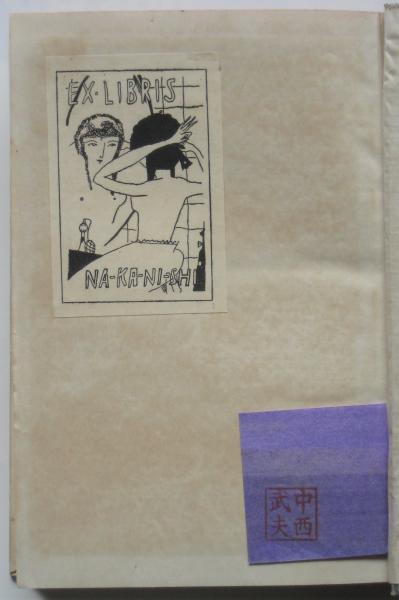 EX·LIBRIS
NA-KA-NI-SHI
中西
武夫